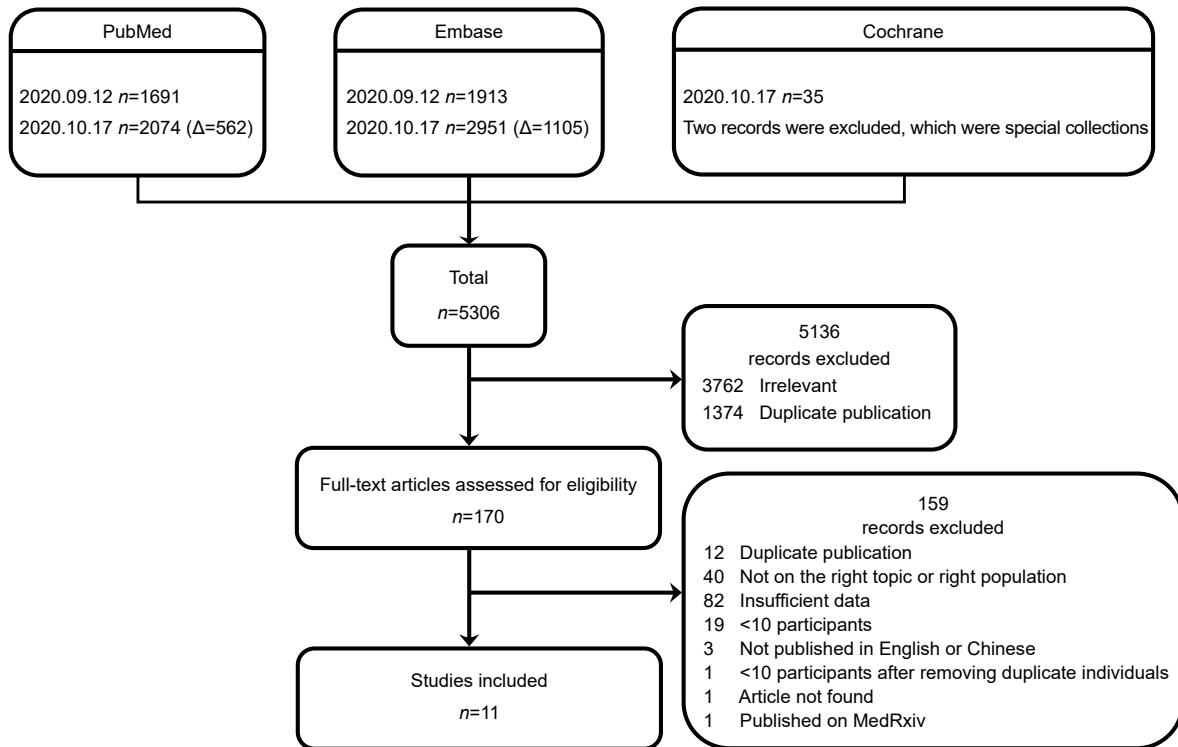 PubMed
2020.09.12 n=1691
2020.10.17 n=2074 (Δ=562)
Embase
2020.09.12 n=1913
2020.10.17 n=2951 (Δ=1105)
Cochrane
2020.10.17 n=35
Two records were excluded, which were special collections
Total
n=5306
5136
records excluded
3762 Irrelevant
1374 Duplicate publication
Full-text articles assessed for eligibility
n=170
159
records excluded
12 Duplicate publication
40 Not on the right topic or right population
82 Insufficient data
19 <10 participants
3 Not published in English or Chinese
1 <10 participants after removing duplicate individuals
1 Article not found
1 Published on MedRxiv
Studies included
n=11